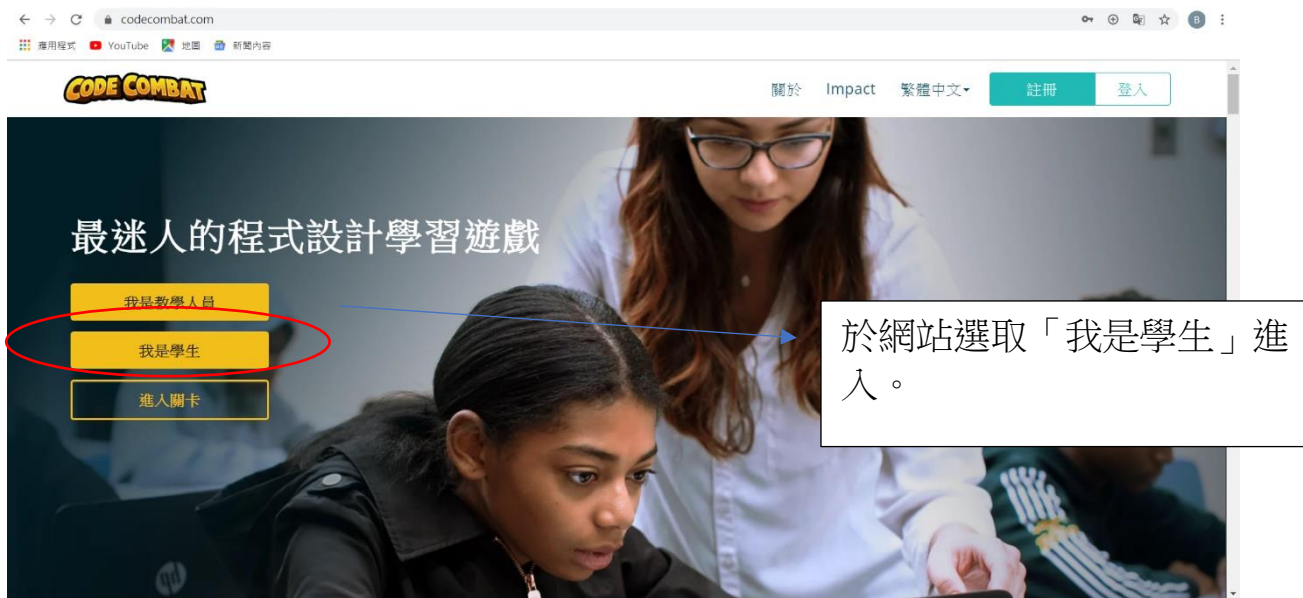 codecombat.com
B
應用程式 YouTube 地圖 新聞內容
CODE COMBAT
關於 Impact 繁體中文 註冊 登入
最迷人的程式設計學習遊戲
我是教學人員
我是學生
進入關卡
於網站選取「我是學生」進
入。
hp